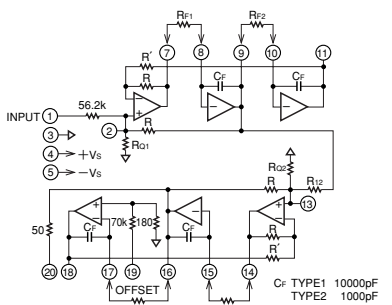 RF1 RF2
7 8 9 10 11
R′
R CF CF
56.2k
INPUT 1
− + − −
2 R
3 RQ1
4 +VS
5 −VS
RQ2
R R12
13
+ − − + −
50 70k 180
CF CF R
R′
20 18 17 19 16 15 14
OFFSET
CF TYPE1 10000pF
TYPE2 1000pF